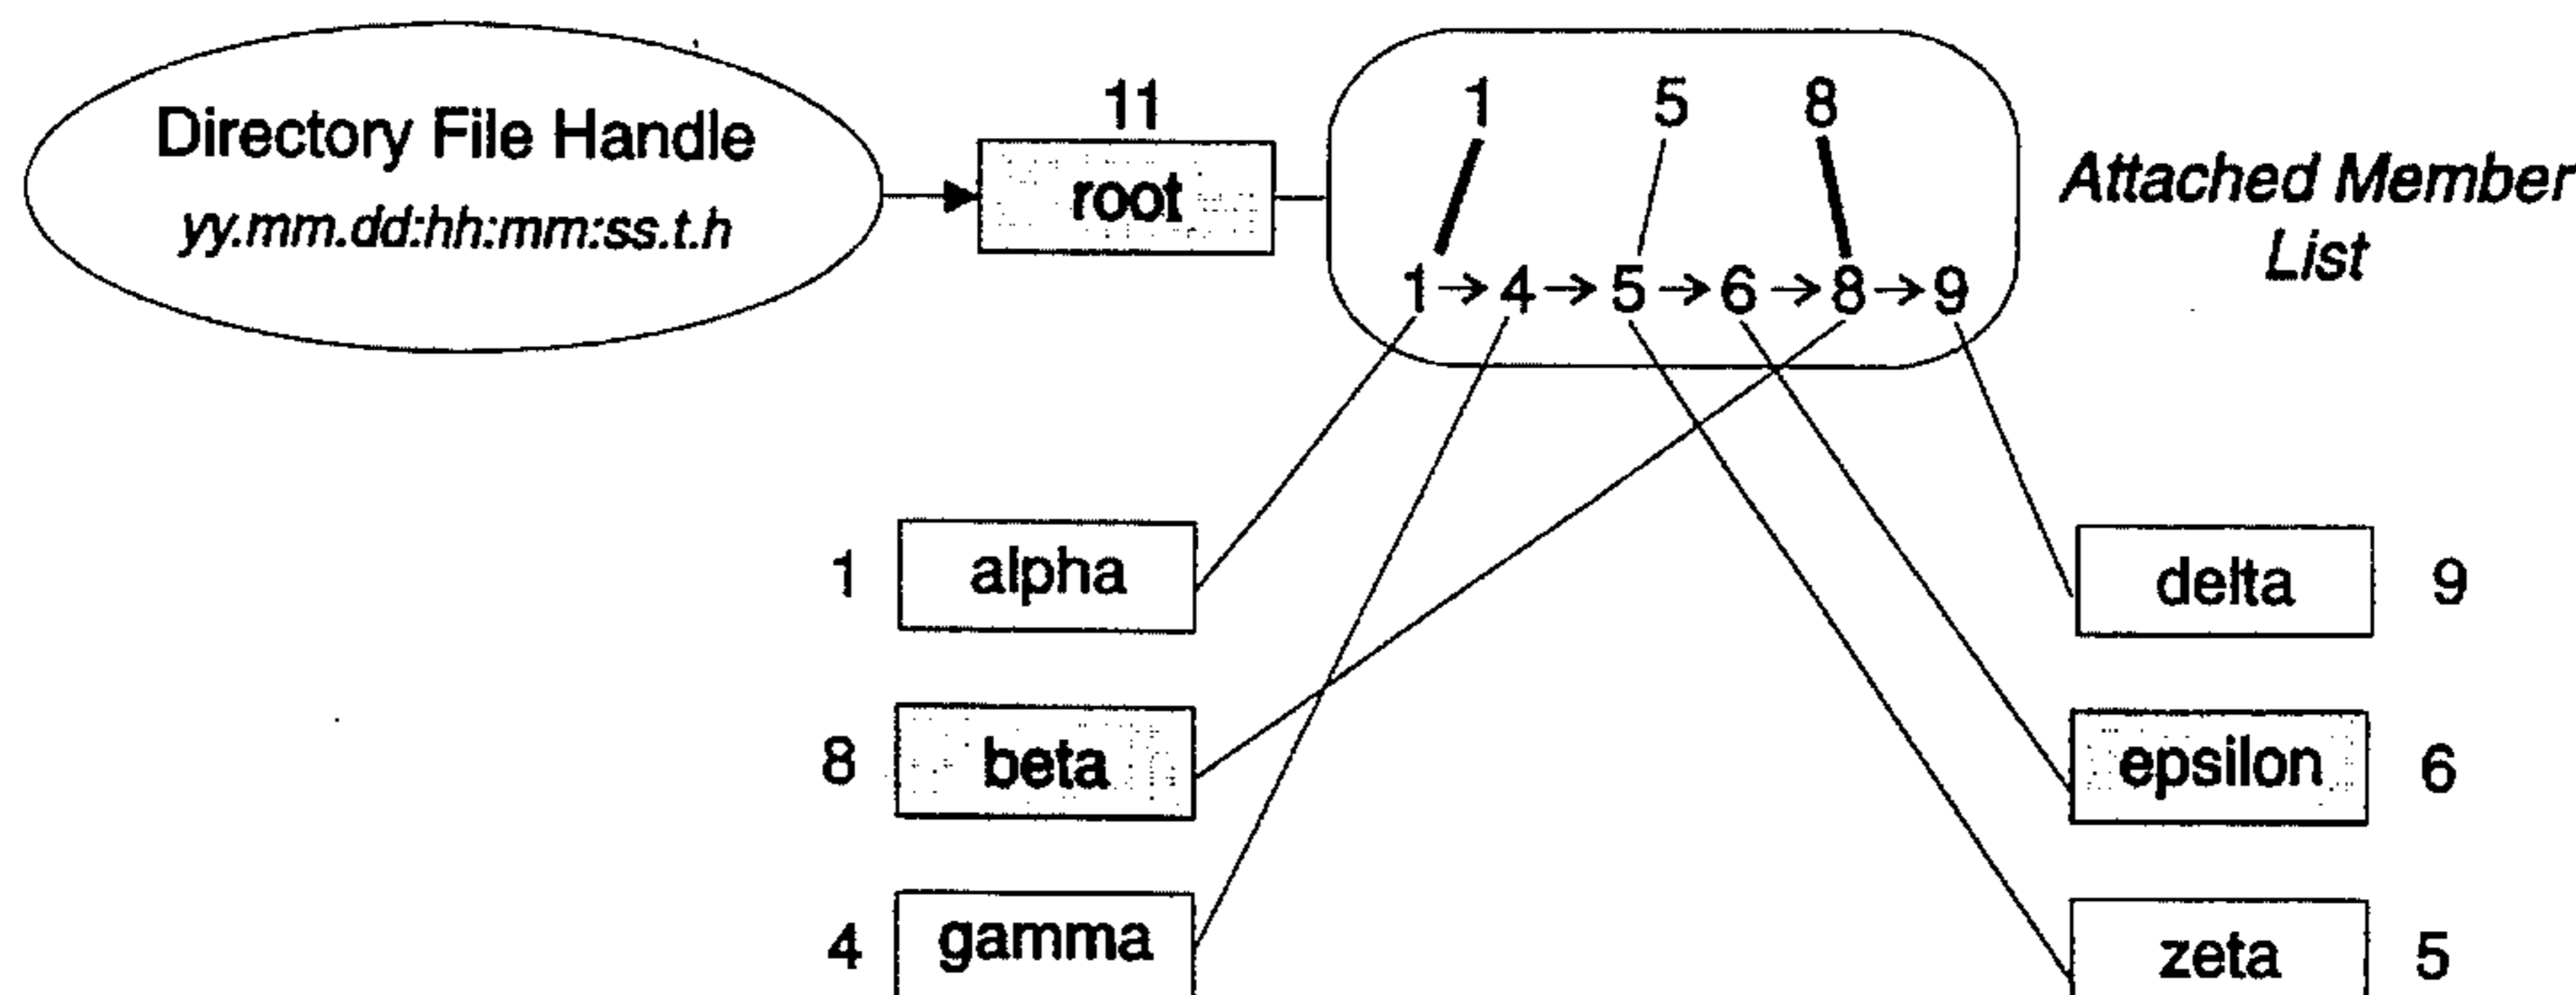 Directory File Handle
yy.mm.dd:hh:mm:ss.t.h
11
root
1 5 8
1→4→5→6→8→9
Attached Member
List
1 alpha
delta 9
8 beta
epsilon 6
4 gamma
zeta 5